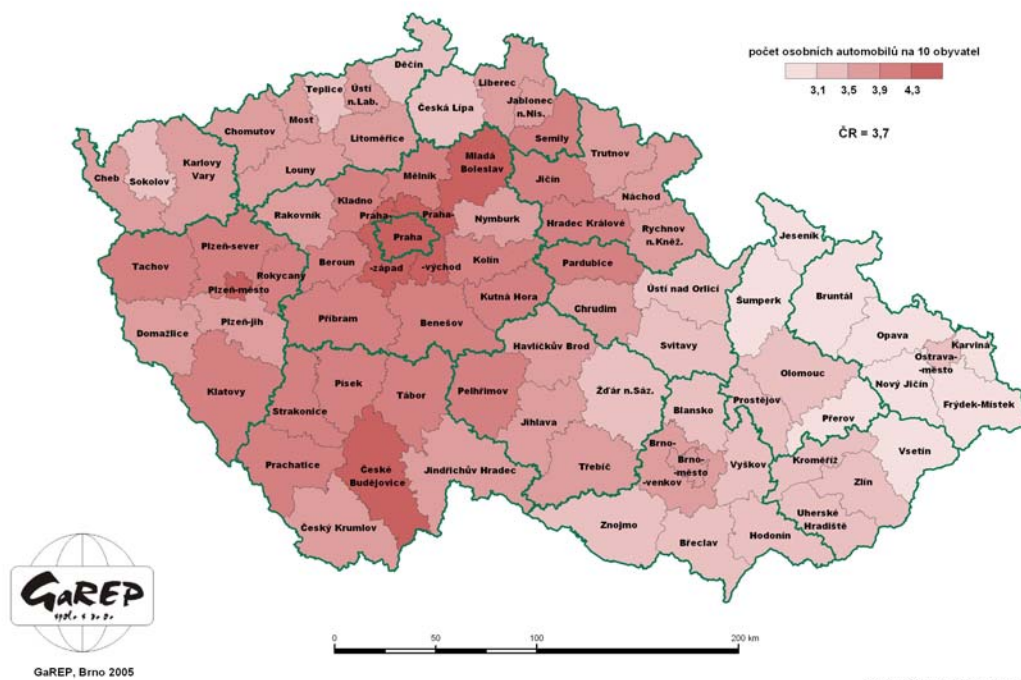 počet osobních automobilů na 10 obyvatel
3,1 3,5 3,9 4,3
ČR = 3,7
Děčín
Teplice
Ústí
n.Lab.
Česká Lípa
Liberec
Jablonec
n.Nis.
Most
Chomutov
Litoměřice
Semily
Trutnov
Mladá
Boleslav
Cheb
Sokolov
Karlovy
Vary
Louny
Mělník
Jičín
Náchod
Rakovník
Kladno
Praha-
Praha-
Nymburk
Hradec Králové
Rychnov
n.Kněž.
Praha
-západ
-východ
Kolín
Pardubice
Jeseník
Tachov
Plzeň-sever
Rokycany
Plzeň-město
Beroun
Kutná Hora
Ústí nad Orlicí
Šumperk
Bruntál
Domažlice
Plzeň-jih
Příbram
Benešov
Chrudim
Svitavy
Opava
Karviná
Ostrava-
město
Havlíčkův Brod
Olomouc
Nový Jičín
Frýdek-Místek
Klatovy
Písek
Tábor
Pelhřimov
Žďár n.Sáz.
Prostějov
Přerov
Strakonice
Jihlava
Blansko
Vsetín
Prachatice
České
Budějovice
Jindřichův Hradec
Třebíč
Brno-
-venkov
Brno-
-město
Vyškov
Kroměříž
Zlín
Uherské
Hradiště
Český Krumlov
Znojmo
Břeclav
Hodonín
GaREP
spol. s r. o.
GaREP, Brno 2005
0 50 100 200 km